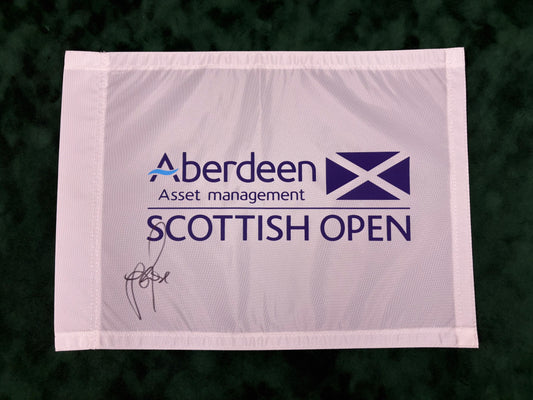 Aberdeen
Asset management
SCOTTISH OPEN